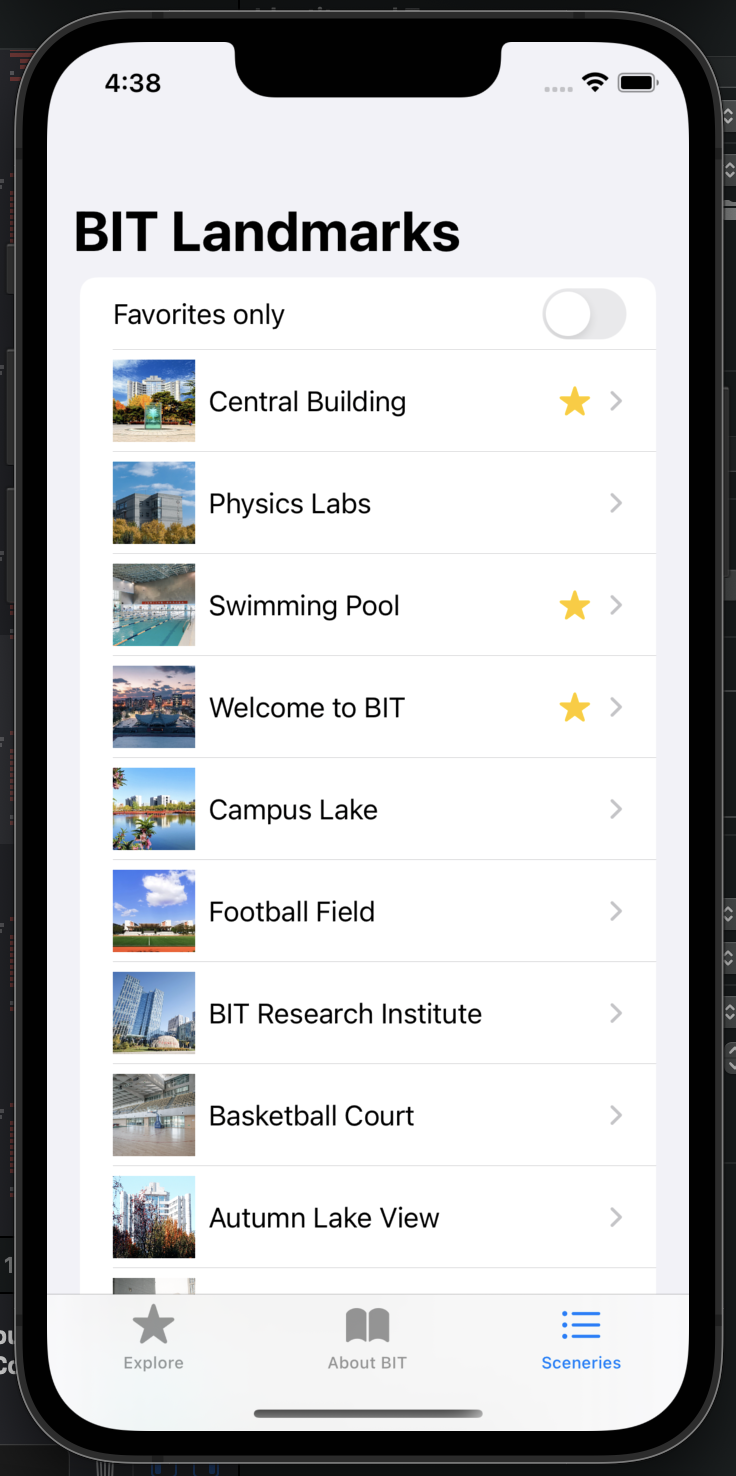 4:38
BIT Landmarks
Favorites only
Central Building
Physics Labs
Swimming Pool
Welcome to BIT
Campus Lake
Football Field
BIT Research Institute
Basketball Court
Autumn Lake View
Explore
About BIT
Sceneries